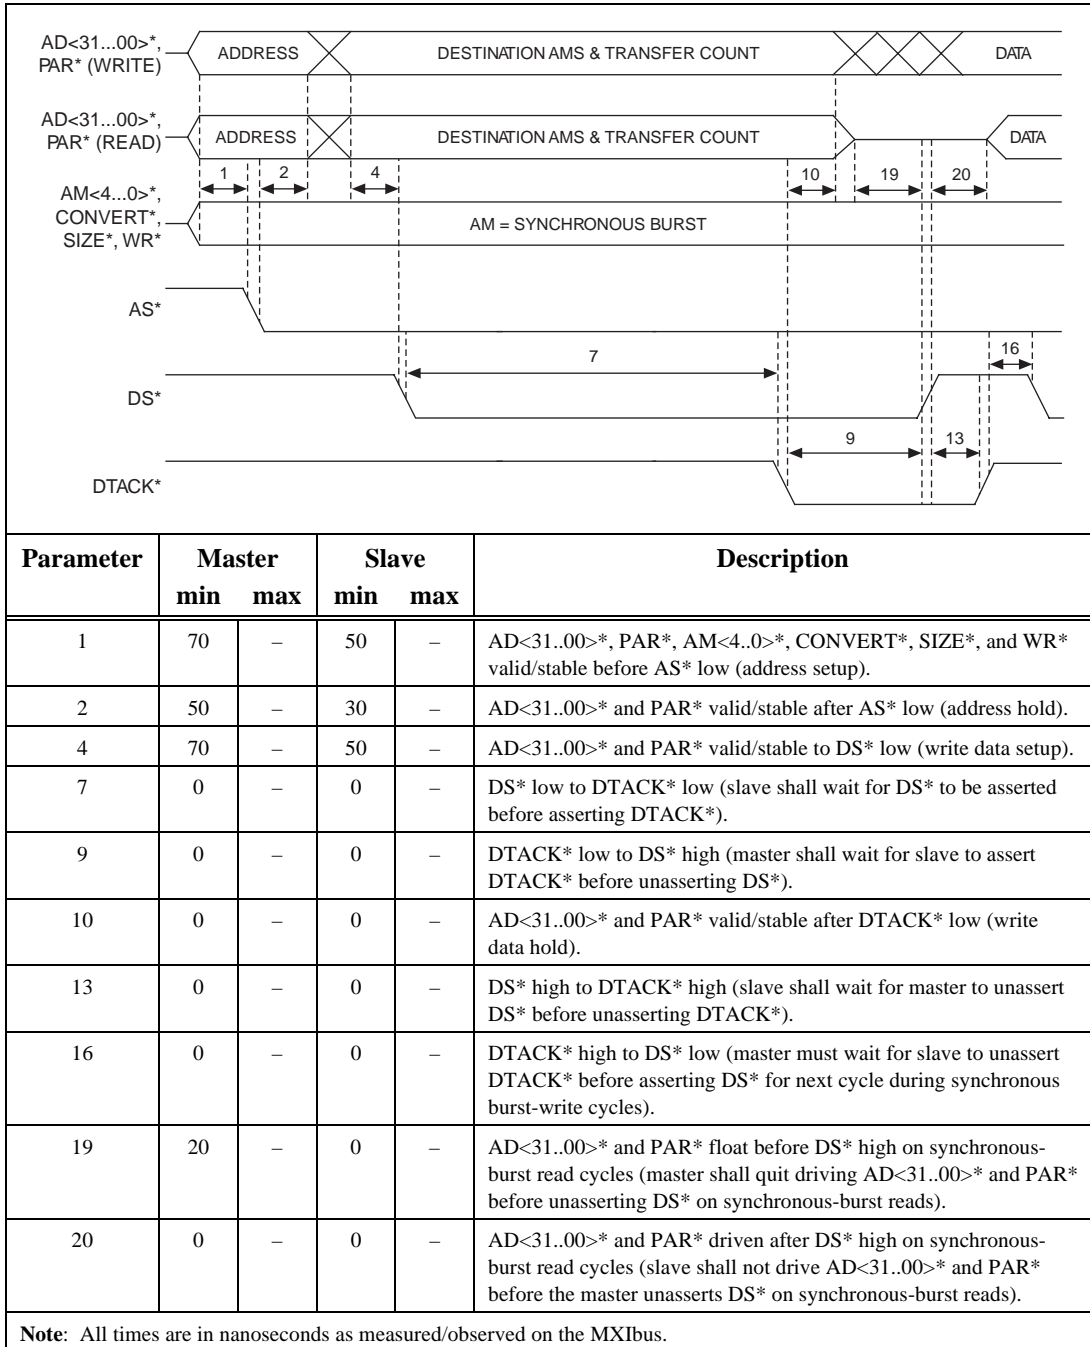 AD<31...00>*,
PAR* (WRITE)
ADDRESS
DESTINATION AMS & TRANSFER COUNT
DATA
AD<31...00>*,
PAR* (READ)
ADDRESS
DESTINATION AMS & TRANSFER COUNT
DATA
1 2 4 10 19 20
AM<4...0>*,
CONVERT*,
SIZE*, WR*
AM = SYNCHRONOUS BURST
AS*
7
16
DS*
9
13
DTACK*
Parameter Master Slave Description
min max min max
1 70 – 50 – AD<31..00>*, PAR*, AM<4..0>*, CONVERT*, SIZE*, and WR*
valid/stable before AS* low (address setup).
2 50 – 30 – AD<31..00>* and PAR* valid/stable after AS* low (address hold).
4 70 – 50 – AD<31..00>* and PAR* valid/stable to DS* low (write data setup).
7 0 – 0 – DS* low to DTACK* low (slave shall wait for DS* to be asserted
before asserting DTACK*).
9 0 – 0 – DTACK* low to DS* high (master shall wait for slave to assert
DTACK* before unasserting DS*).
10 0 – 0 – AD<31..00>* and PAR* valid/stable after DTACK* low (write
data hold).
13 0 – 0 – DS* high to DTACK* high (slave shall wait for master to unassert
DS* before unasserting DTACK*).
16 0 – 0 – DTACK* high to DS* low (master must wait for slave to unassert
DTACK* before asserting DS* for next cycle during synchronous
burst-write cycles).
19 20 – 0 – AD<31..00>* and PAR* float before DS* high on synchronous-
burst read cycles (master shall quit driving AD<31..00>* and PAR*
before unasserting DS* on synchronous-burst reads).
20 0 – 0 – AD<31..00>* and PAR* driven after DS* high on synchronous-
burst read cycles (slave shall not drive AD<31..00>* and PAR*
before the master unasserts DS* on synchronous-burst reads).
Note: All times are in nanoseconds as measured/observed on the MXIbus.